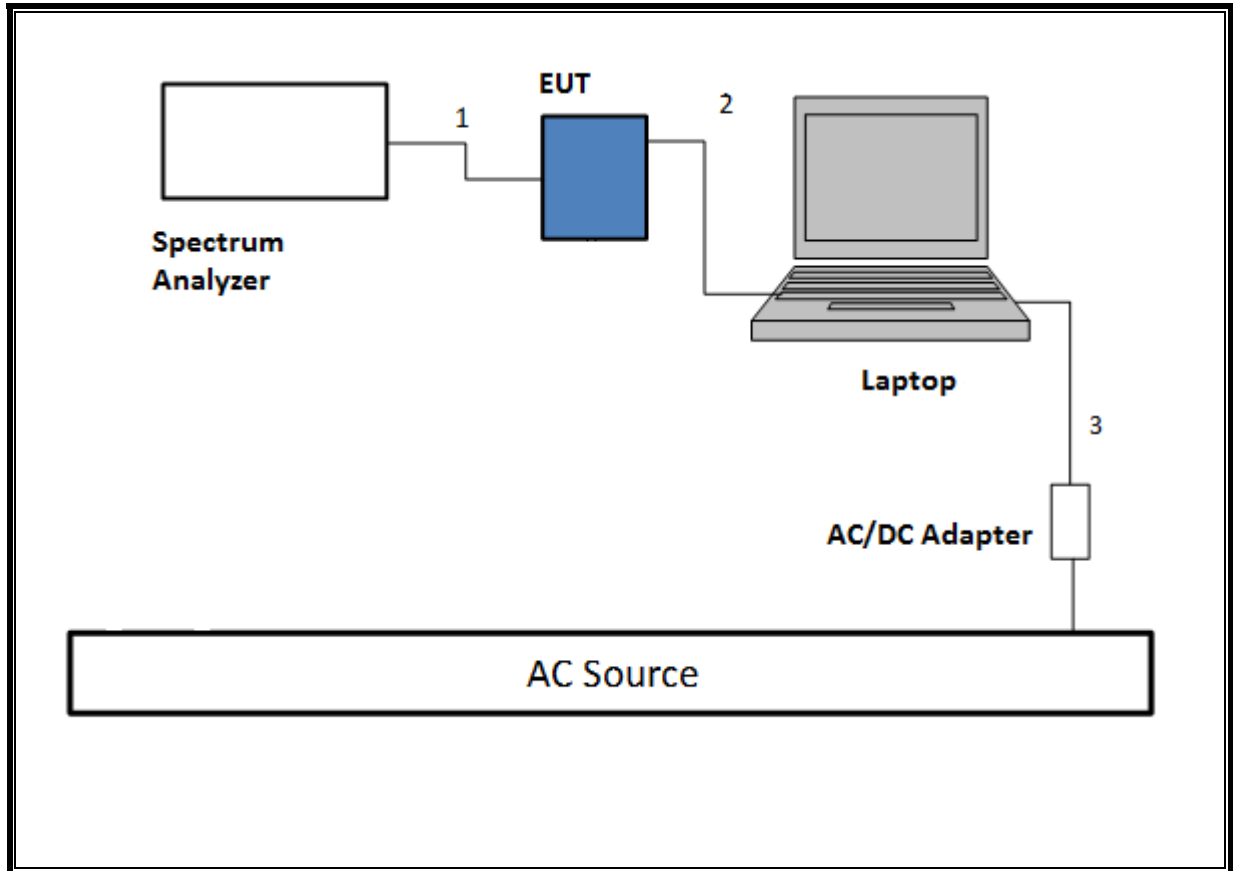 EUT
1
2
Spectrum
Analyzer
Laptop
3
AC/DC Adapter
AC Source